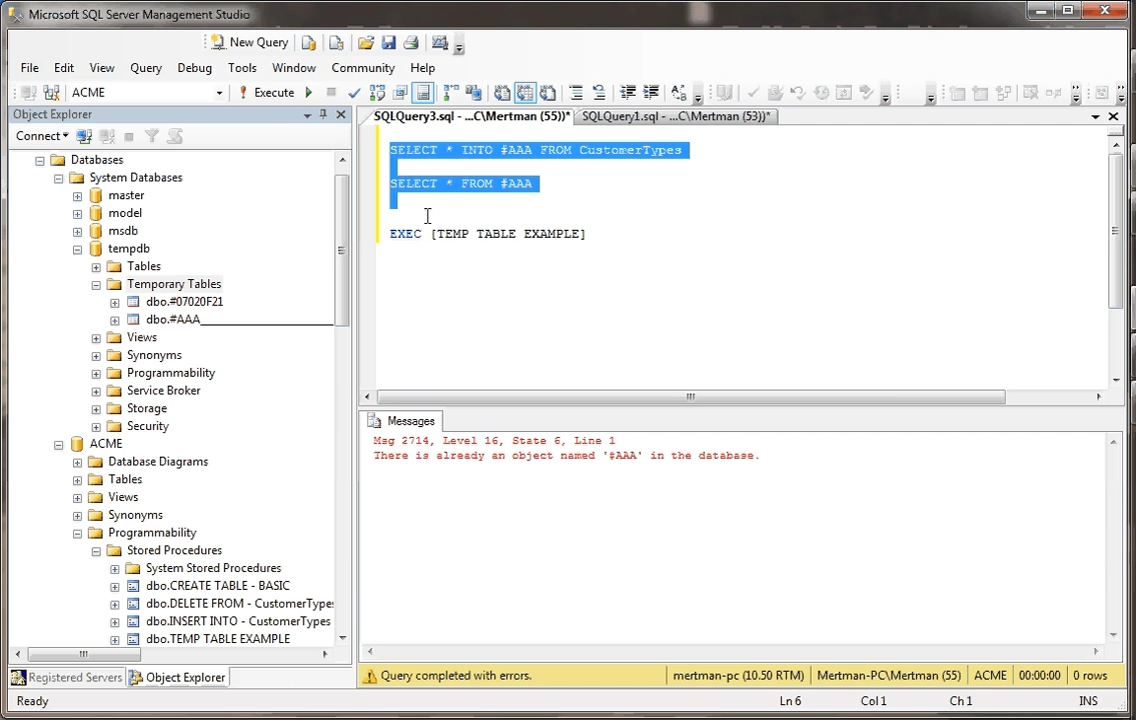 Microsoft SQL Server Management Studio
New Query
File Edit View Query Debug Tools Window Community Help
ACME Execute
Object Explorer
Connect
Databases
System Databases
master
model
msdb
tempdb
Tables
Temporary Tables
dbo.#07020F21
dbo.#AAA____________________
Views
Synonyms
Programmability
Service Broker
Storage
Security
ACME
Database Diagrams
Tables
Views
Synonyms
Programmability
Stored Procedures
System Stored Procedures
dbo.CREATE TABLE - BASIC
dbo.DELETE FROM - CustomerTypes
dbo.INSERT INTO - CustomerTypes
dbo.TEMP TABLE EXAMPLE
Registered Servers Object Explorer
SQLQuery3.sql - ...C\Mertman (55))* SQLQuery1.sql - ...C\Mertman (53))*
SELECT * INTO #AAA FROM CustomerTypes
SELECT * FROM #AAA
EXEC [TEMP TABLE EXAMPLE]
Messages
Msg 2714, Level 16, State 6, Line 1
There is already an object named '#AAA' in the database.
Query completed with errors. mertman-pc (10.50 RTM) Mertman-PC\Mertman (55) ACME 00:00:00 0 rows
Ready Ln 6 Col 1 Ch 1 INS